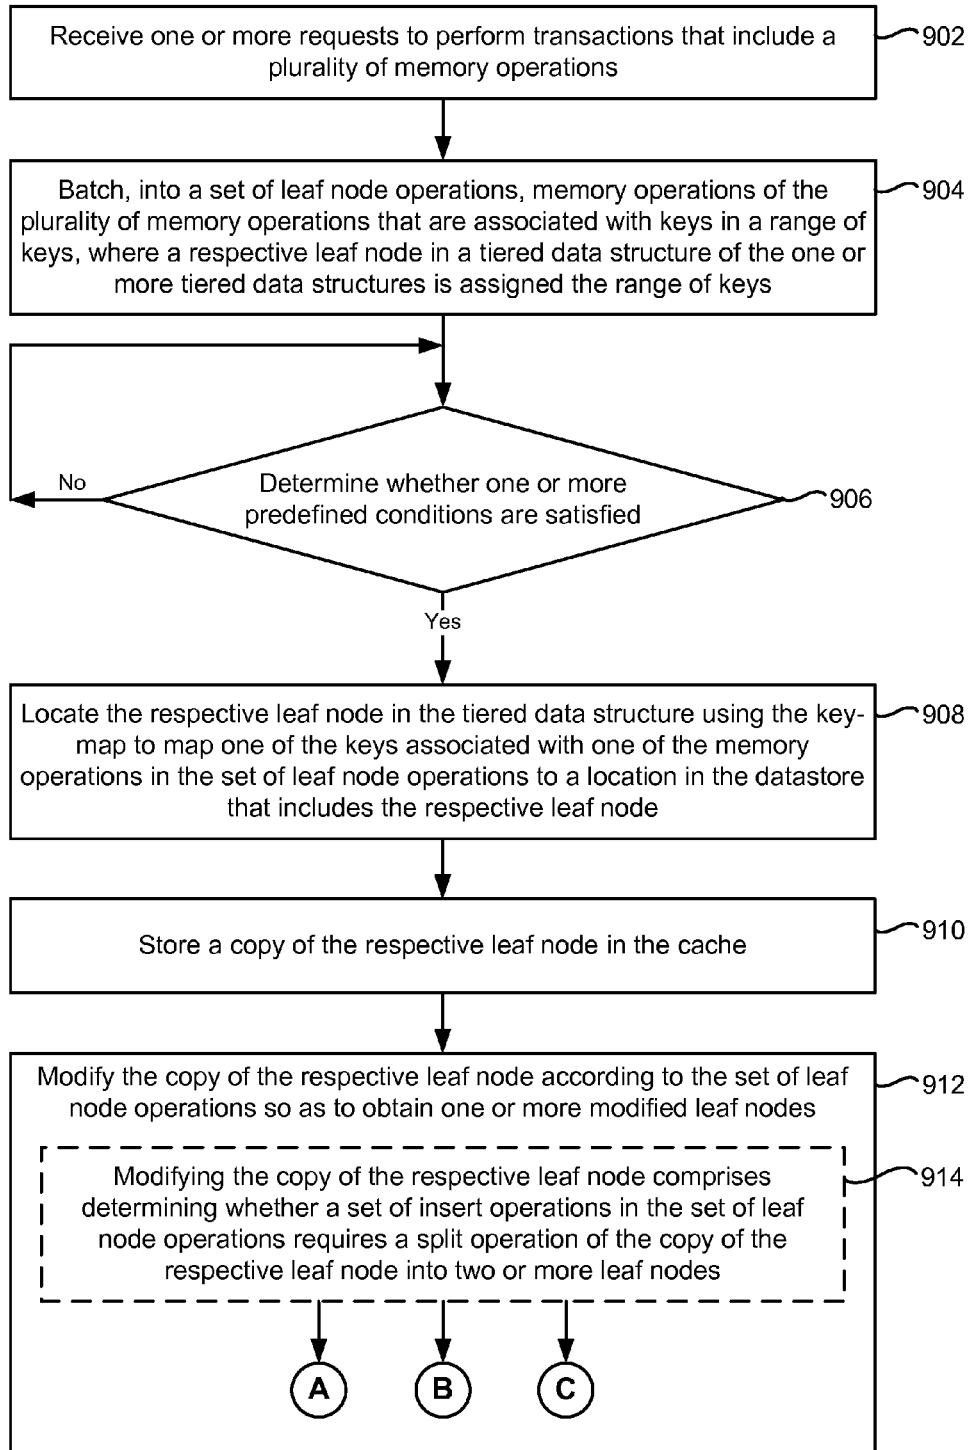 Receive one or more requests to perform transactions that include a
plurality of memory operations
902
Batch, into a set of leaf node operations, memory operations of the
plurality of memory operations that are associated with keys in a range of
keys, where a respective leaf node in a tiered data structure of the one or
more tiered data structures is assigned the range of keys
904
No
Determine whether one or more
predefined conditions are satisfied
906
Yes
Locate the respective leaf node in the tiered data structure using the key-
map to map one of the keys associated with one of the memory
operations in the set of leaf node operations to a location in the datastore
that includes the respective leaf node
908
Store a copy of the respective leaf node in the cache
910
Modify the copy of the respective leaf node according to the set of leaf
node operations so as to obtain one or more modified leaf nodes
912
Modifying the copy of the respective leaf node comprises
determining whether a set of insert operations in the set of leaf
node operations requires a split operation of the copy of the
respective leaf node into two or more leaf nodes
914
A
B
C